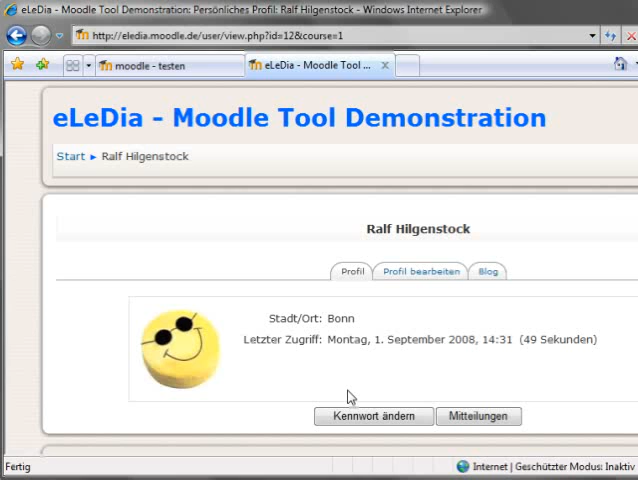 eLeDia - Moodle Tool Demonstration: Persönliches Profil: Ralf Hilgenstock - Windows Internet Explorer
http://eledia.moodle.de/user/view.php?id=12&course=1
moodle - testen
eLeDia - Moodle Tool ...
eLeDia - Moodle Tool Demonstration
Start ► Ralf Hilgenstock
Ralf Hilgenstock
Profil
Profil bearbeiten
Blog
Stadt/Ort: Bonn
Letzter Zugriff: Montag, 1. September 2008, 14:31 (49 Sekunden)
Kennwort ändern
Mitteilungen
Fertig
Internet | Geschützter Modus: Inaktiv